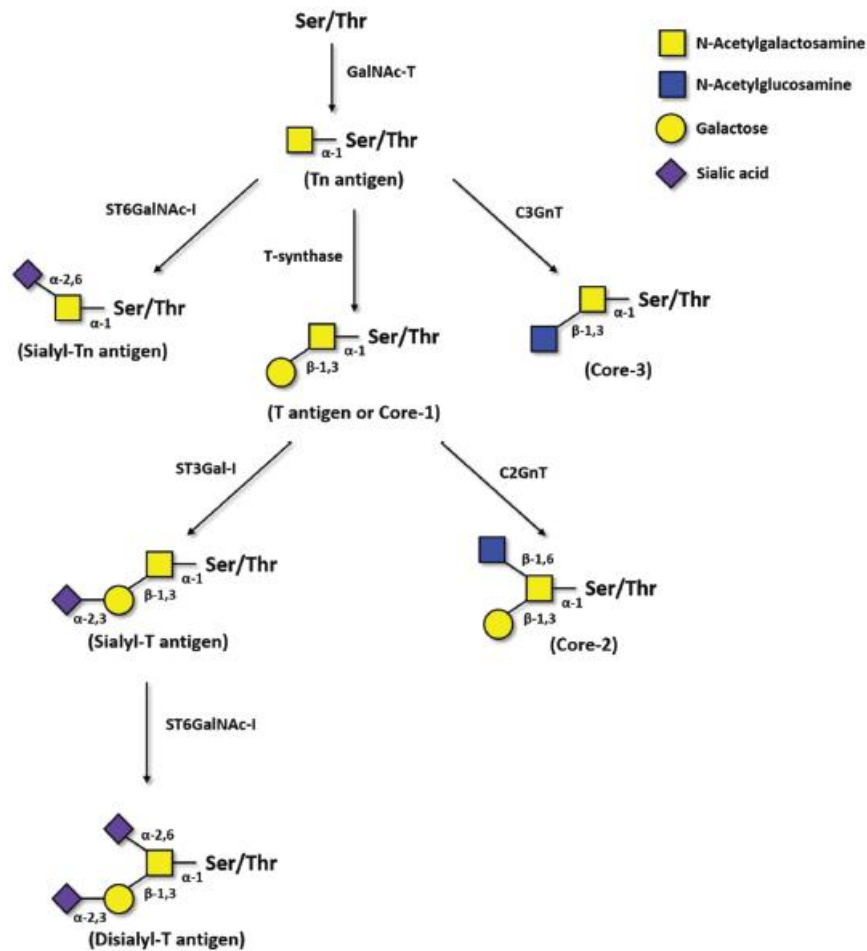 Ser/Thr
GalNAc-T
N-Acetylgalactosamine
N-Acetylglucosamine
Galactose
Sialic acid
α-1
Ser/Thr
(Tn antigen)
ST6GalNAc-I
T-synthase
C3GnT
α-2,6
α-1
Ser/Thr
(Sialyl-Tn antigen)
β-1,3
α-1
Ser/Thr
(T antigen or Core-1)
β-1,3
α-1
Ser/Thr
(Core-3)
ST3Gal-I
C2GnT
α-2,3
β-1,3
α-1
Ser/Thr
(Sialyl-T antigen)
β-1,6
β-1,3
α-1
Ser/Thr
(Core-2)
ST6GalNAc-I
α-2,6
α-2,3
β-1,3
α-1
Ser/Thr
(Disialyl-T antigen)